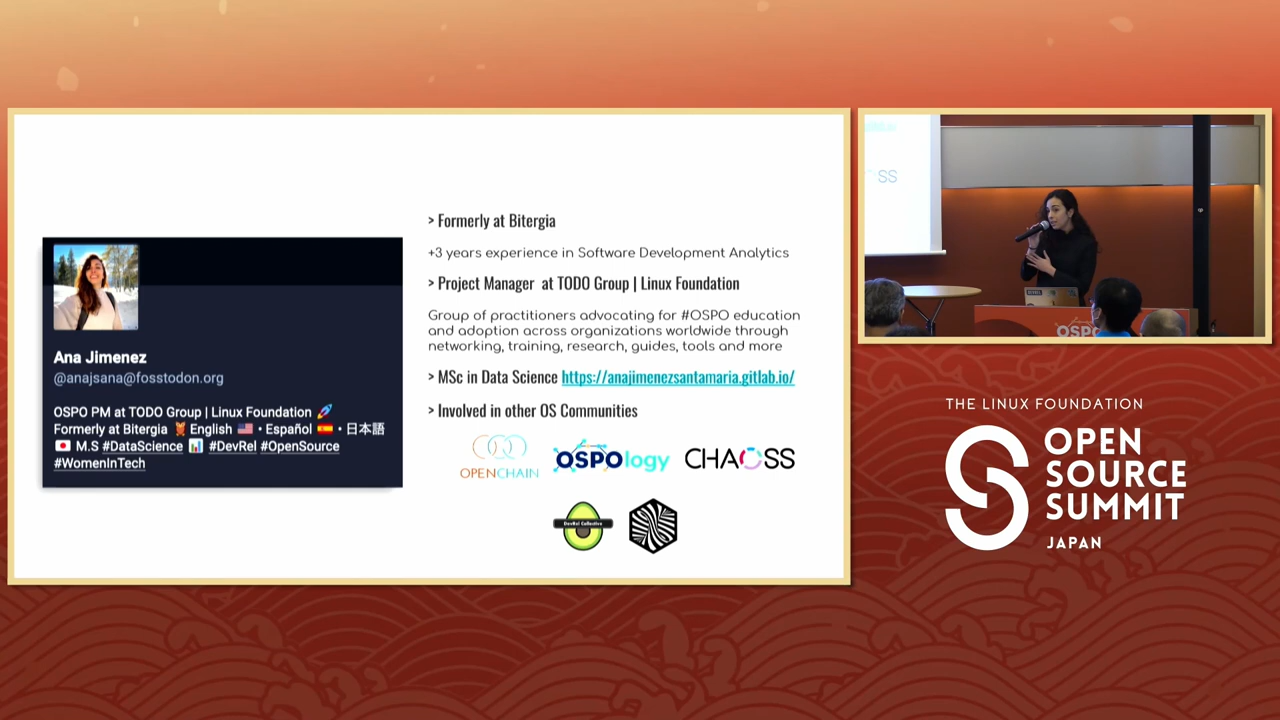 Ana Jimenez
@anajsana@fosstodon.org
OSPO PM at TODO Group | Linux Foundation 🚀
Formerly at Bitergia 🦉 English 🇺🇸 • Español 🇪🇸 • 日本語
🇯🇵 M.S #DataScience 📊 #DevRel #OpenSource
#WomenInTech
> Formerly at Bitergia
+3 years experience in Software Development Analytics
> Project Manager at TODO Group | Linux Foundation
Group of practitioners advocating for #OSPO education
and adoption across organizations worldwide through
networking, training, research, guides, tools and more
> MSc in Data Science https://anajimenezsantamaria.gitlab.io/
> Involved in other OS Communities
OPENCHAIN
OSPOlogy
CHAOSS
DevRel Collective
SS
OSPO
THE LINUX FOUNDATION
OPEN
SOURCE
SUMMIT
JAPAN